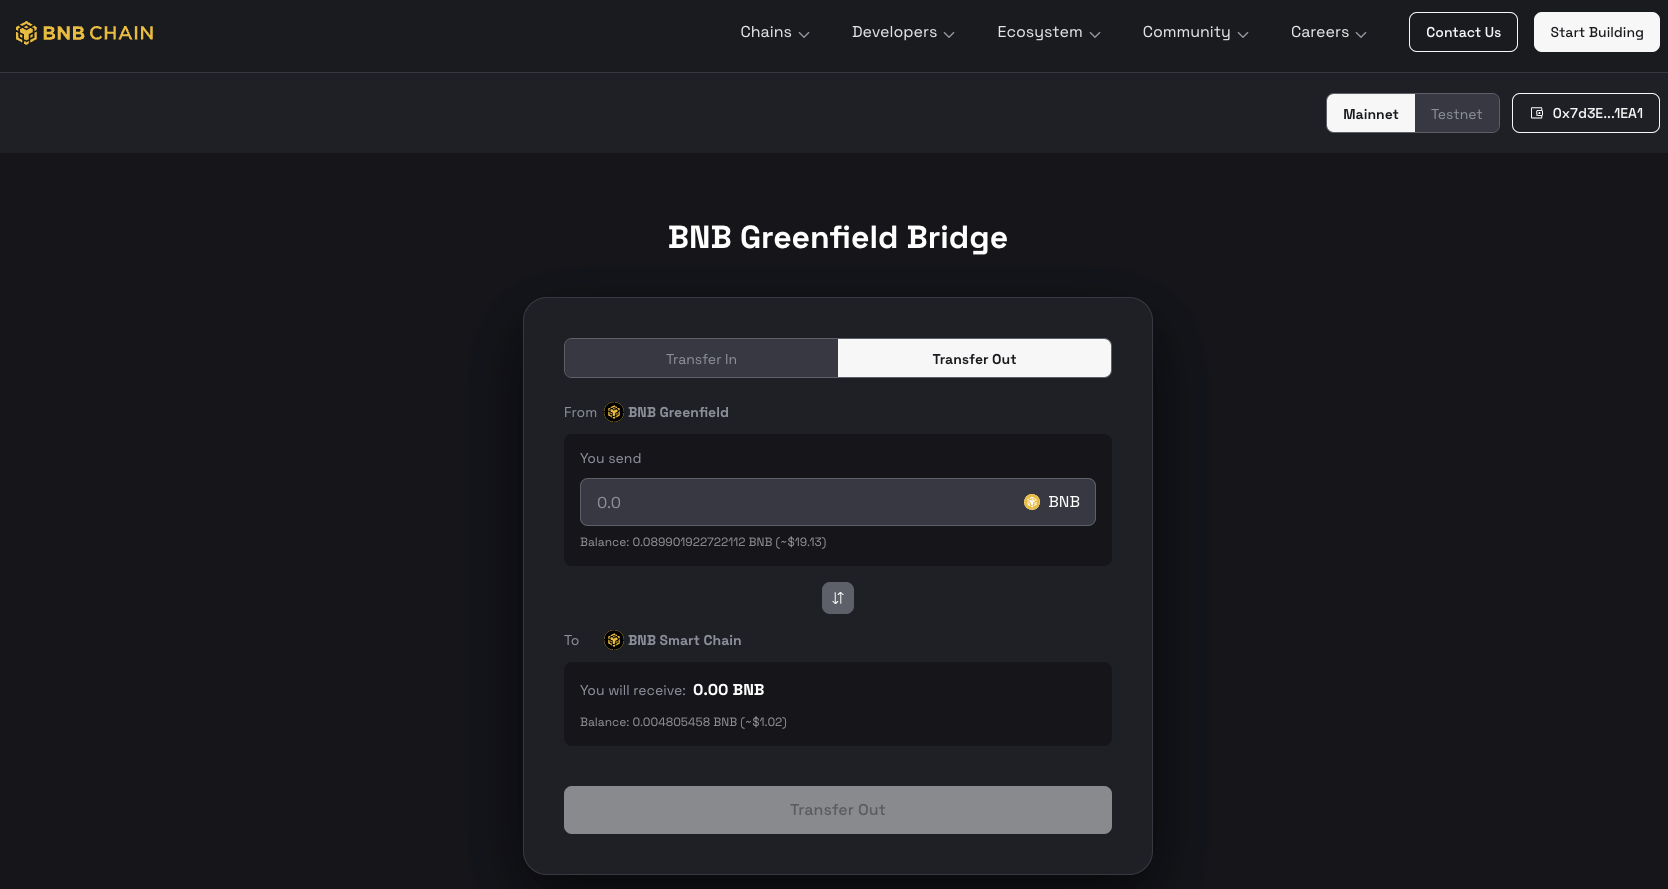 BNB CHAIN
Chains Developers Ecosystem Community Careers Contact Us Start Building
Mainnet Testnet 0x7d3E...1EA1
BNB Greenfield Bridge
Transfer In Transfer Out
From BNB Greenfield
You send
0.0 BNB
Balance: 0.089901922722112 BNB (~$19.13)
To BNB Smart Chain
You will receive: 0.00 BNB
Balance: 0.004805458 BNB (~$1.02)
Transfer Out